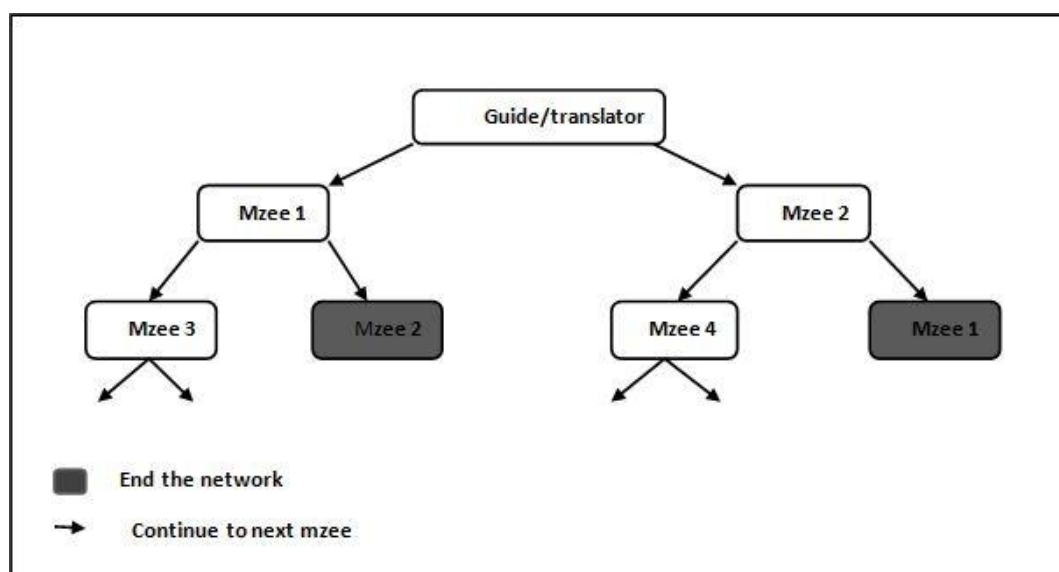 Guide/translator
Mzee 1
Mzee 2
Mzee 3
Mzee 2
Mzee 4
Mzee 1
End the network
Continue to next mzee